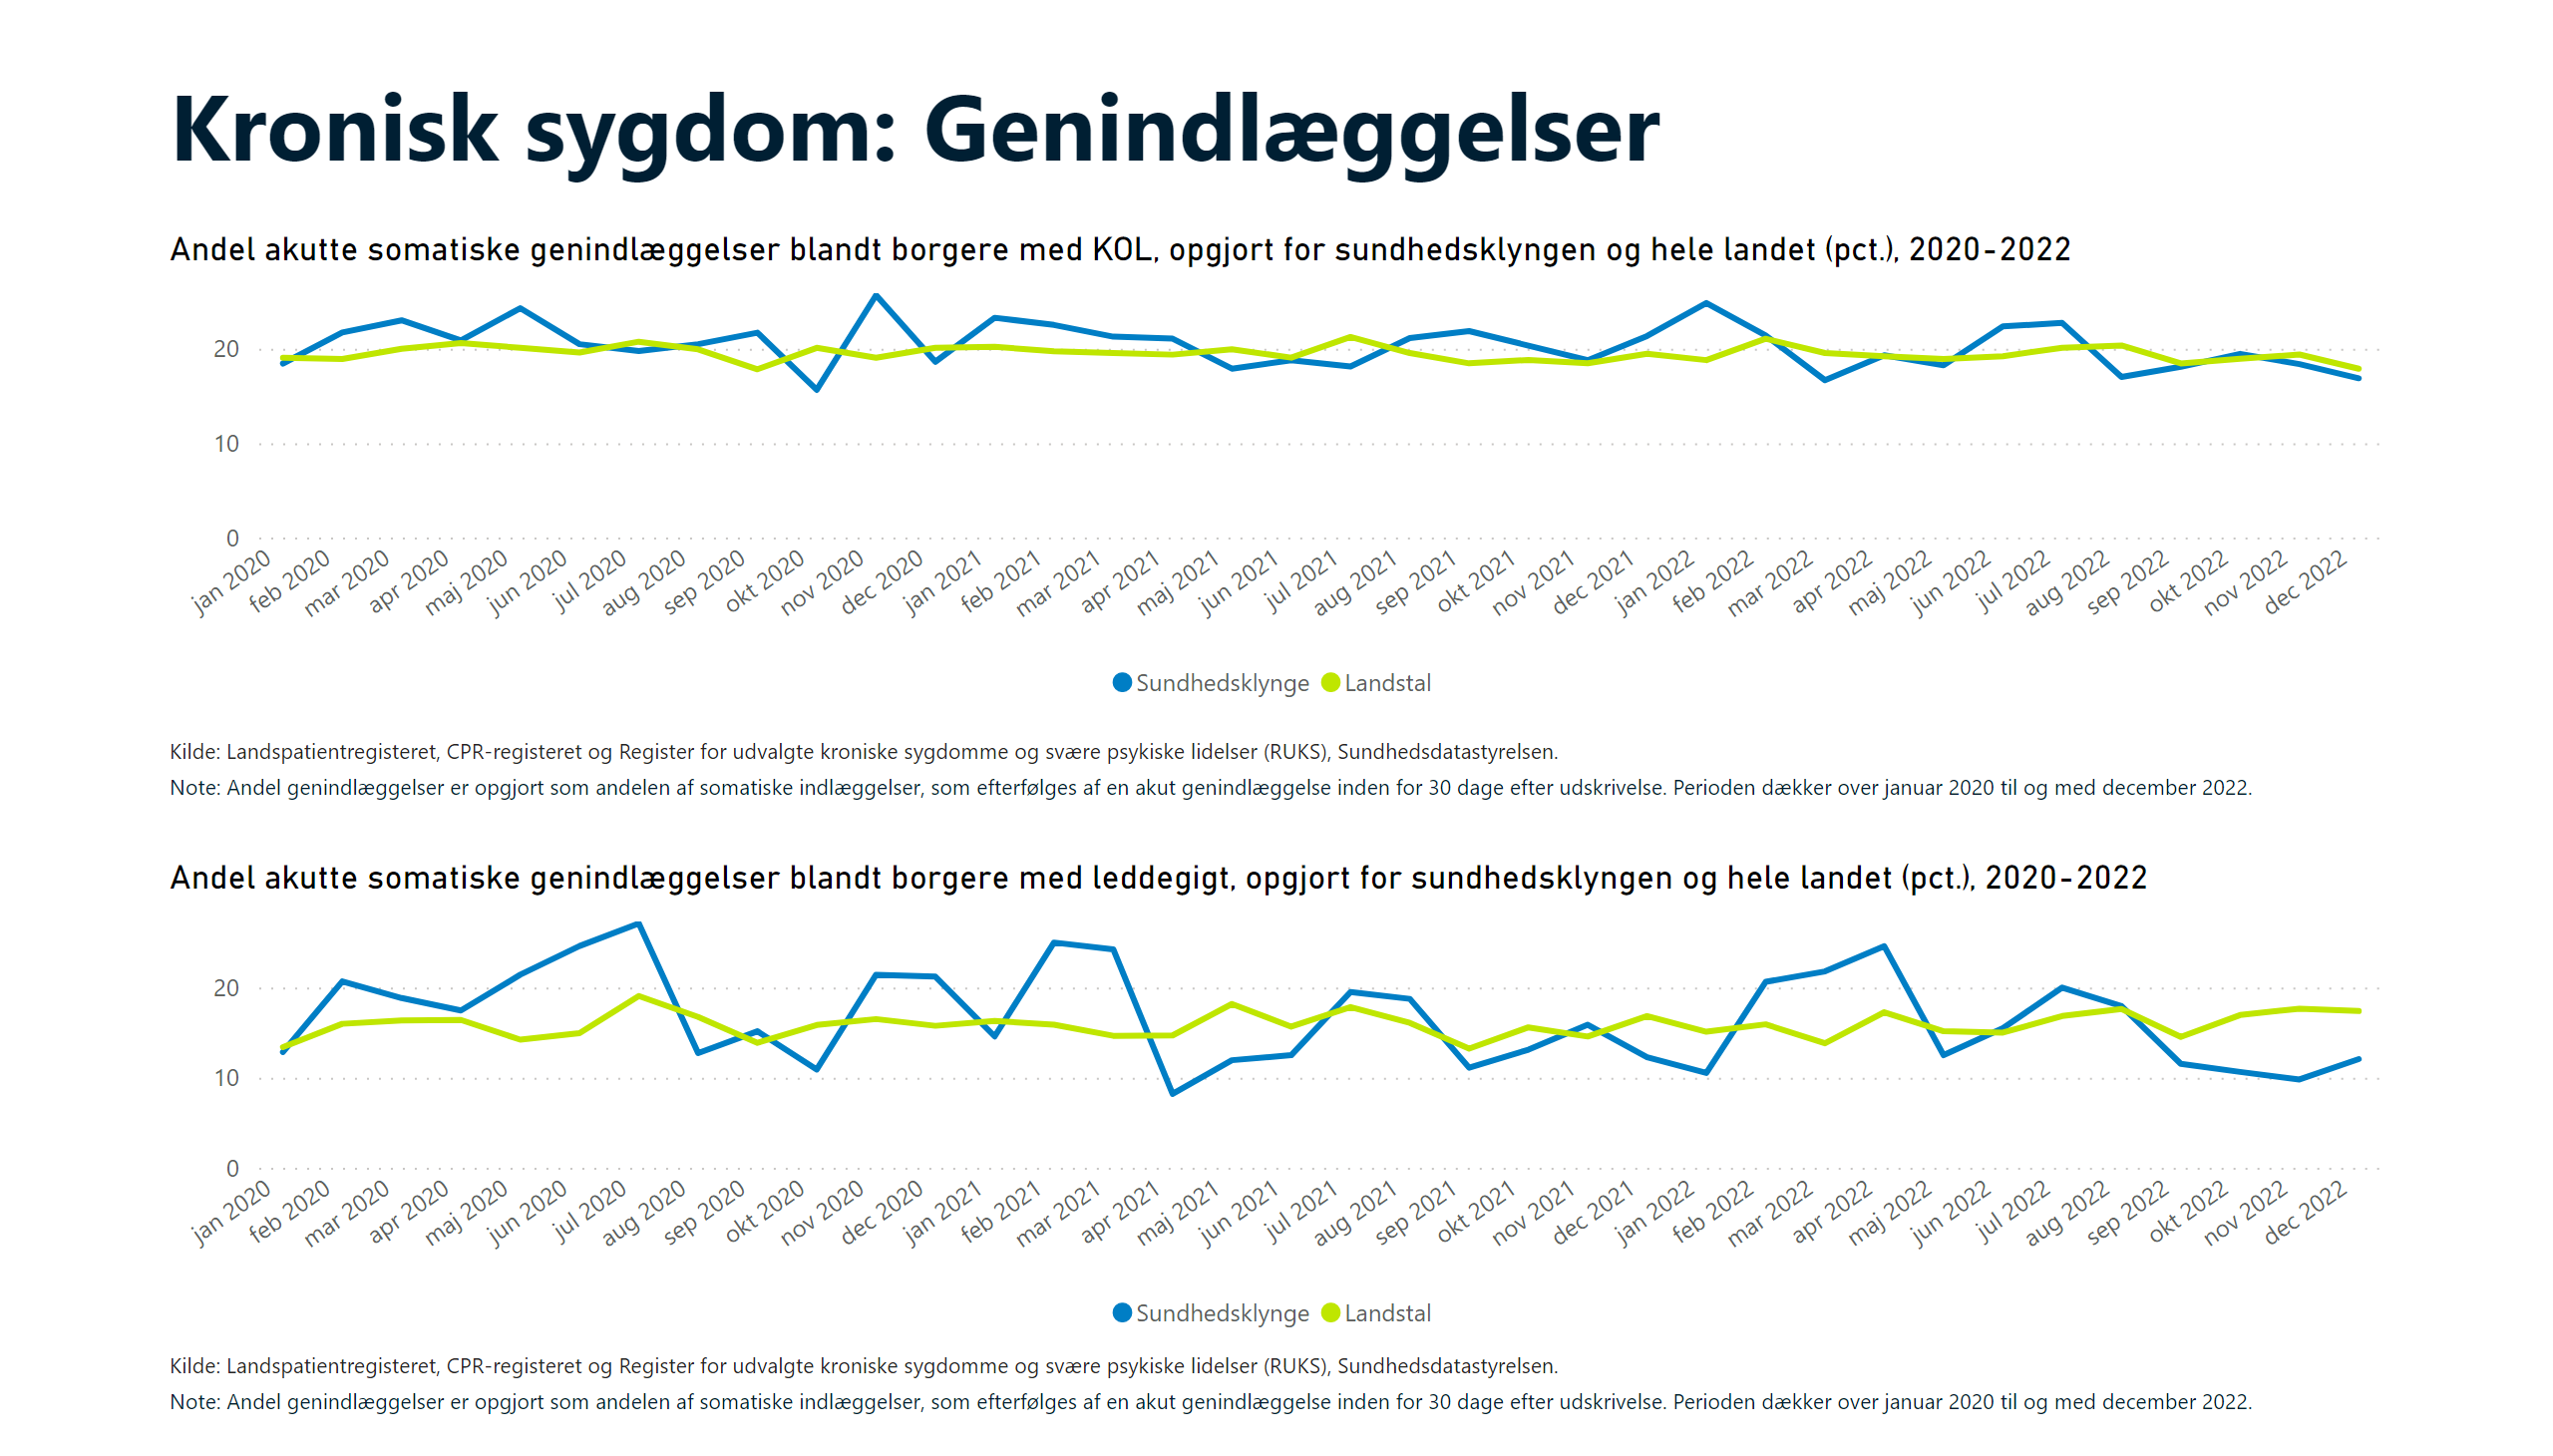 Kronisk sygdom: Genindlæggelser
Andel akutte somatiske genindlæggelser blandt borgere med KOL, opgjort for sundhedsklyngen og hele landet (pct.), 2020-2022
20
10
0
jan 2020
feb 2020
mar 2020
apr 2020
maj 2020
jun 2020
jul 2020
aug 2020
sep 2020
okt 2020
nov 2020
dec 2020
jan 2021
feb 2021
mar 2021
apr 2021
maj 2021
jun 2021
jul 2021
aug 2021
sep 2021
okt 2021
nov 2021
dec 2021
jan 2022
feb 2022
mar 2022
apr 2022
maj 2022
jun 2022
jul 2022
aug 2022
sep 2022
okt 2022
nov 2022
dec 2022
Sundhedsklynge Landstal
Kilde: Landspatientregisteret, CPR-registeret og Register for udvalgte kroniske sygdomme og svære psykiske lidelser (RUKS), Sundhedsdatastyrelsen.
Note: Andel genindlæggelser er opgjort som andelen af somatiske indlæggelser, som efterfølges af en akut genindlæggelse inden for 30 dage efter udskrivelse. Perioden dækker over januar 2020 til og med december 2022.
Andel akutte somatiske genindlæggelser blandt borgere med leddegigt, opgjort for sundhedsklyngen og hele landet (pct.), 2020-2022
20
10
0
jan 2020
feb 2020
mar 2020
apr 2020
maj 2020
jun 2020
jul 2020
aug 2020
sep 2020
okt 2020
nov 2020
dec 2020
jan 2021
feb 2021
mar 2021
apr 2021
maj 2021
jun 2021
jul 2021
aug 2021
sep 2021
okt 2021
nov 2021
dec 2021
jan 2022
feb 2022
mar 2022
apr 2022
maj 2022
jun 2022
jul 2022
aug 2022
sep 2022
okt 2022
nov 2022
dec 2022
Sundhedsklynge Landstal
Kilde: Landspatientregisteret, CPR-registeret og Register for udvalgte kroniske sygdomme og svære psykiske lidelser (RUKS), Sundhedsdatastyrelsen.
Note: Andel genindlæggelser er opgjort som andelen af somatiske indlæggelser, som efterfølges af en akut genindlæggelse inden for 30 dage efter udskrivelse. Perioden dækker over januar 2020 til og med december 2022.